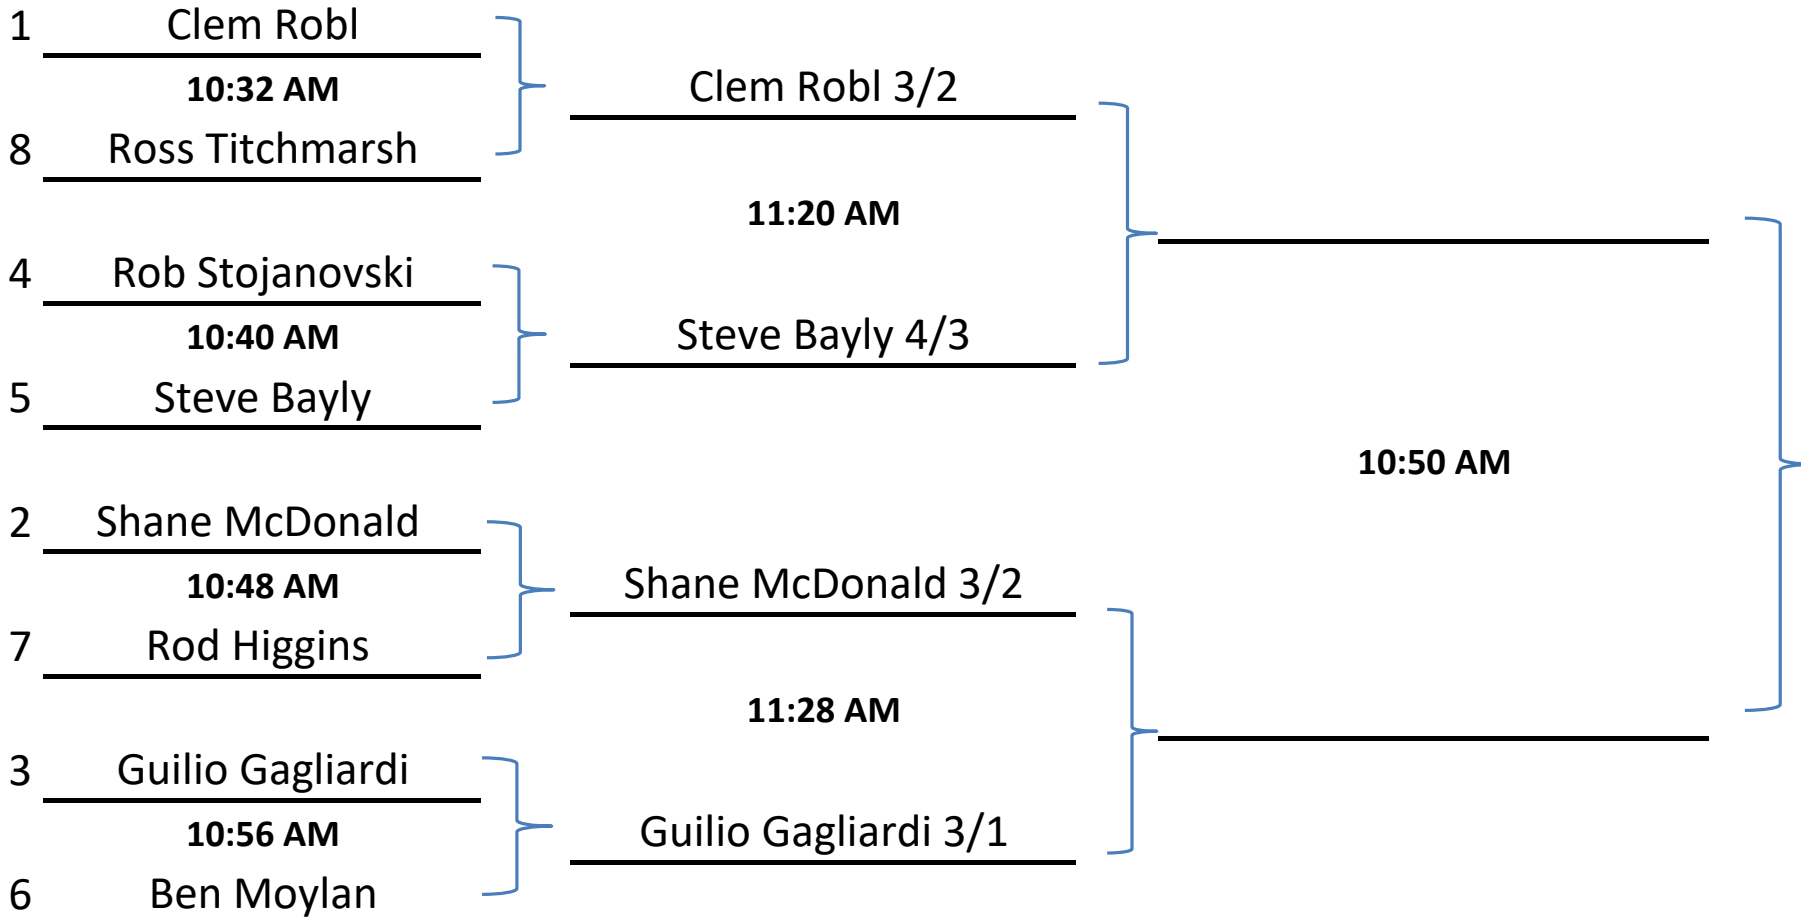 1 Clem Robl
10:32 AM
Clem Robl 3/2
8 Ross Titchmarsh
11:20 AM
4 Rob Stojanovski
10:40 AM
Steve Bayly 4/3
5 Steve Bayly
10:50 AM
2 Shane McDonald
10:48 AM
Shane McDonald 3/2
7 Rod Higgins
11:28 AM
3 Guilio Gagliardi
10:56 AM
Guilio Gagliardi 3/1
6 Ben Moylan